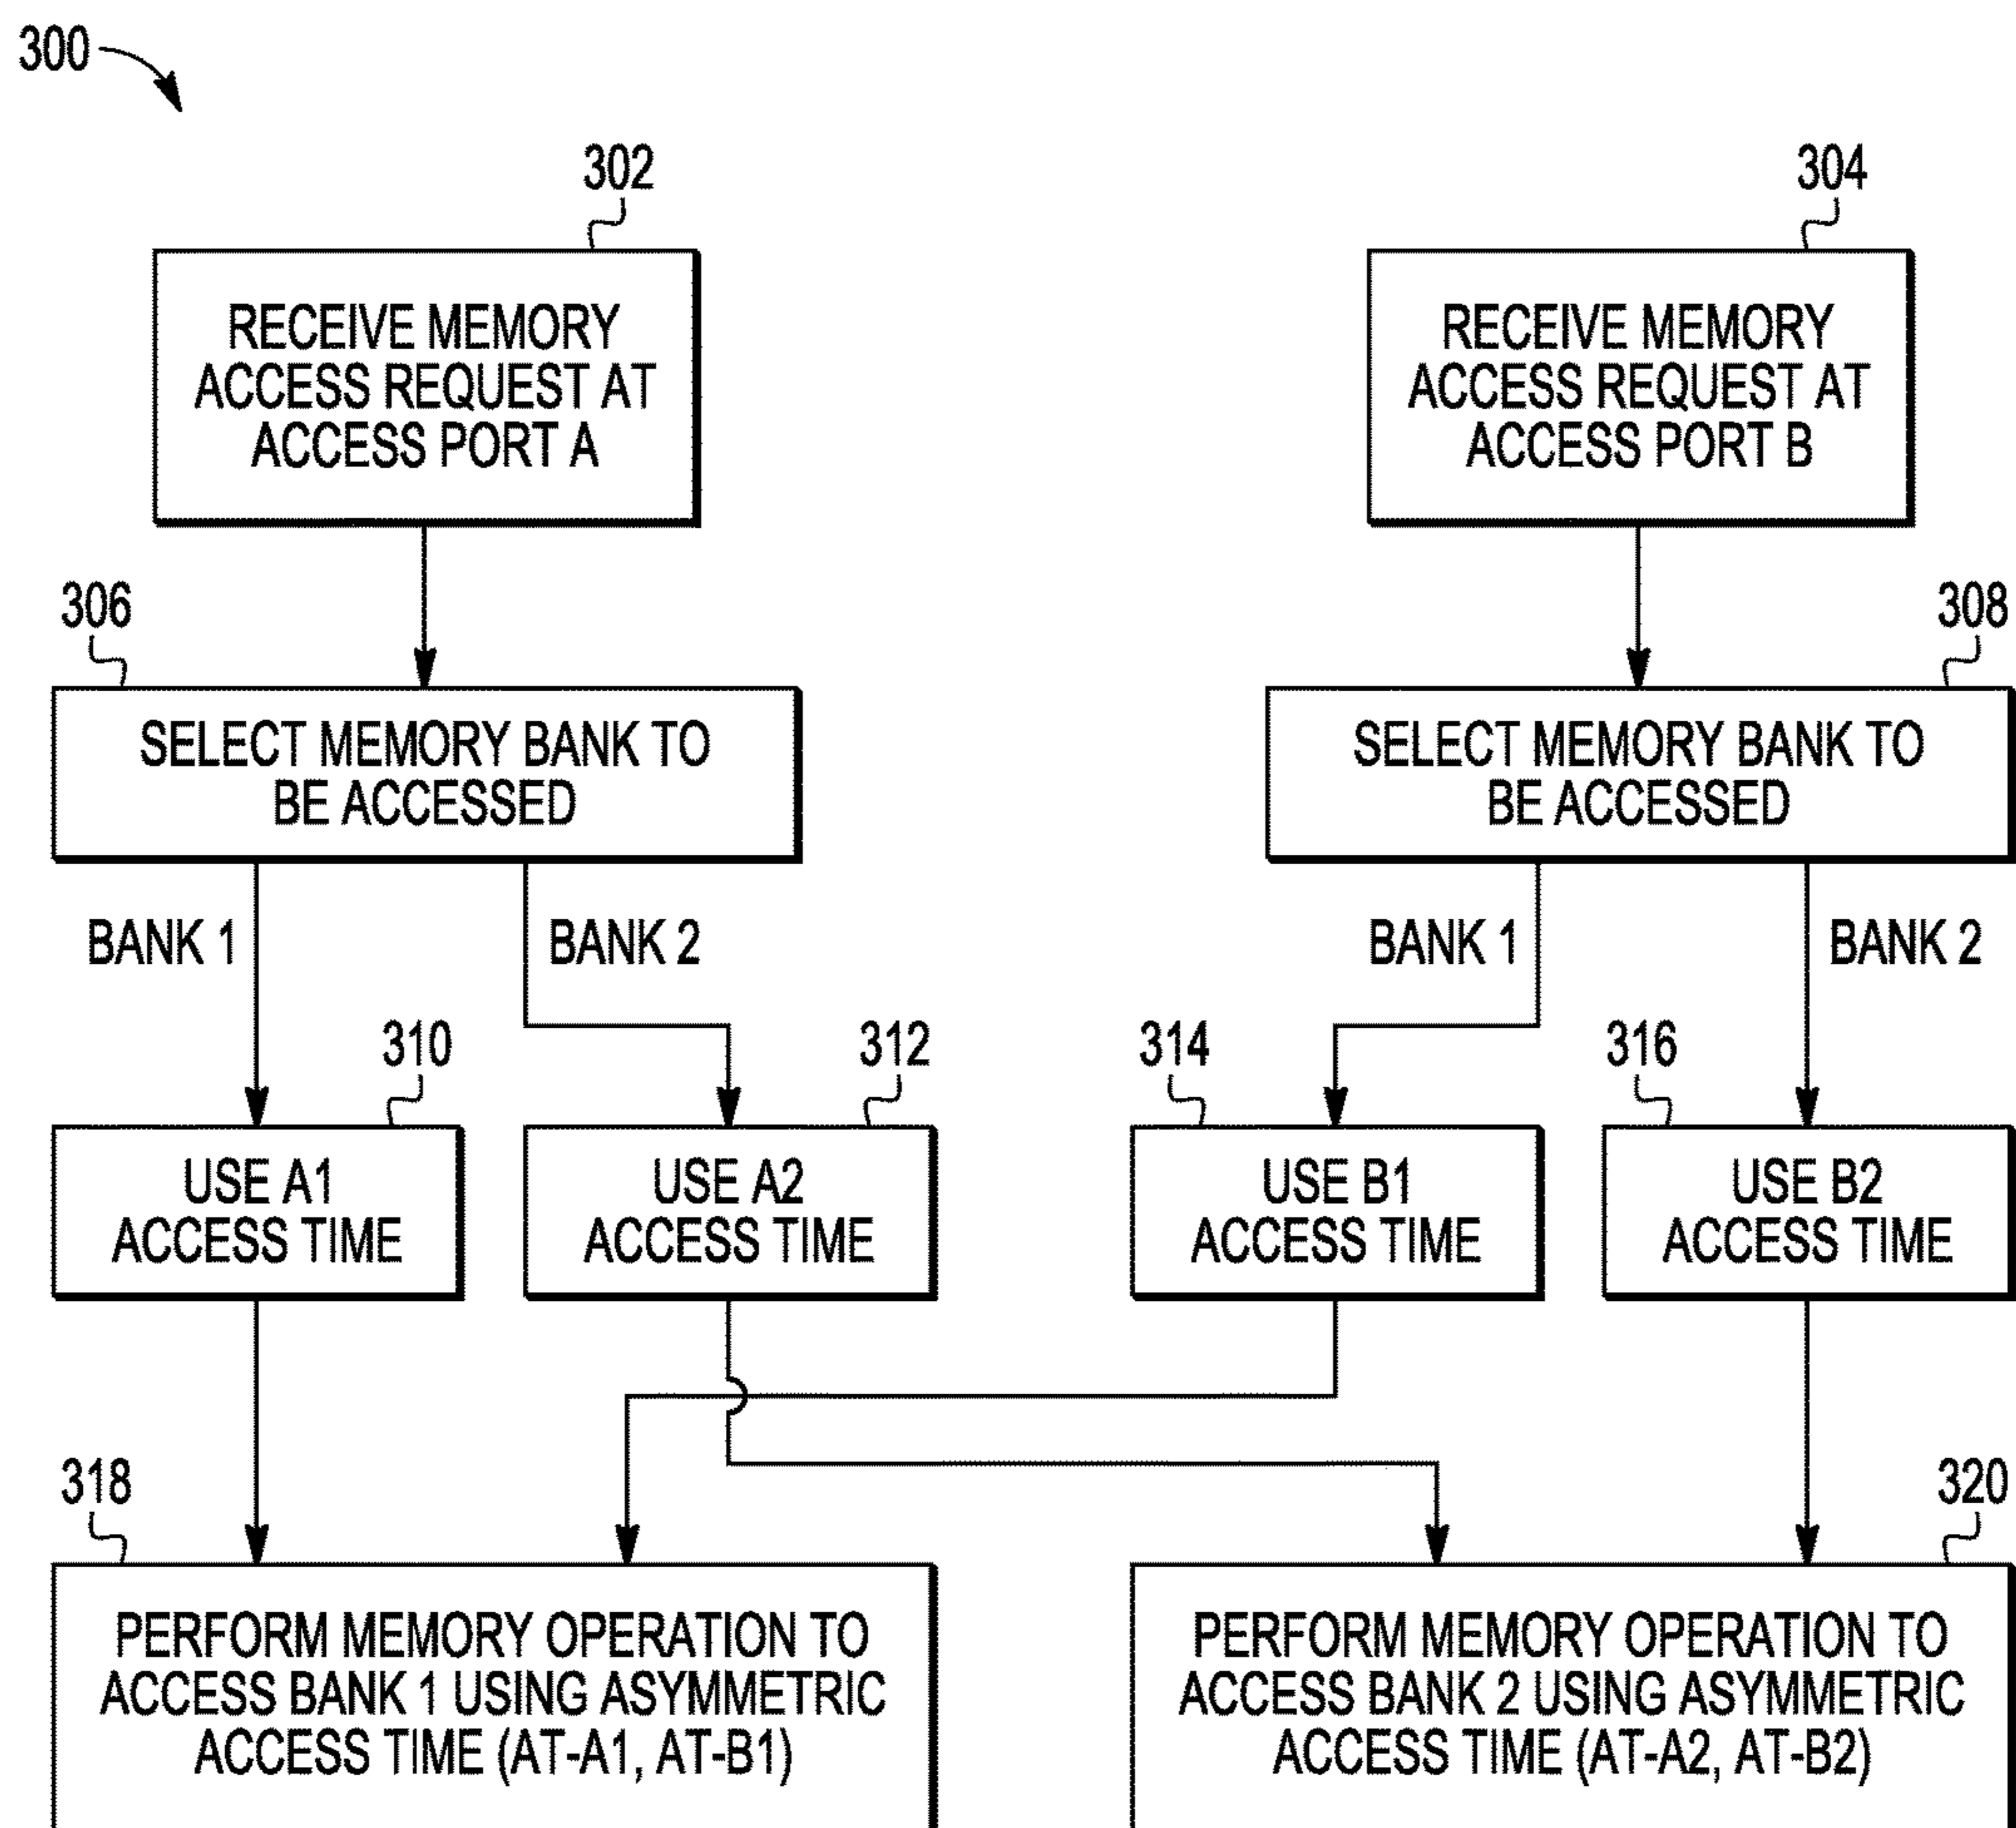 300
302
304
RECEIVE MEMORY
ACCESS REQUEST AT
ACCESS PORT A
RECEIVE MEMORY
ACCESS REQUEST AT
ACCESS PORT B
306
308
SELECT MEMORY BANK TO
BE ACCESSED
SELECT MEMORY BANK TO
BE ACCESSED
BANK 1
BANK 2
BANK 1
BANK 2
310
312
314
316
USE A1
ACCESS TIME
USE A2
ACCESS TIME
USE B1
ACCESS TIME
USE B2
ACCESS TIME
318
320
PERFORM MEMORY OPERATION TO
ACCESS BANK 1 USING ASYMMETRIC
ACCESS TIME (AT-A1, AT-B1)
PERFORM MEMORY OPERATION TO
ACCESS BANK 2 USING ASYMMETRIC
ACCESS TIME (AT-A2, AT-B2)